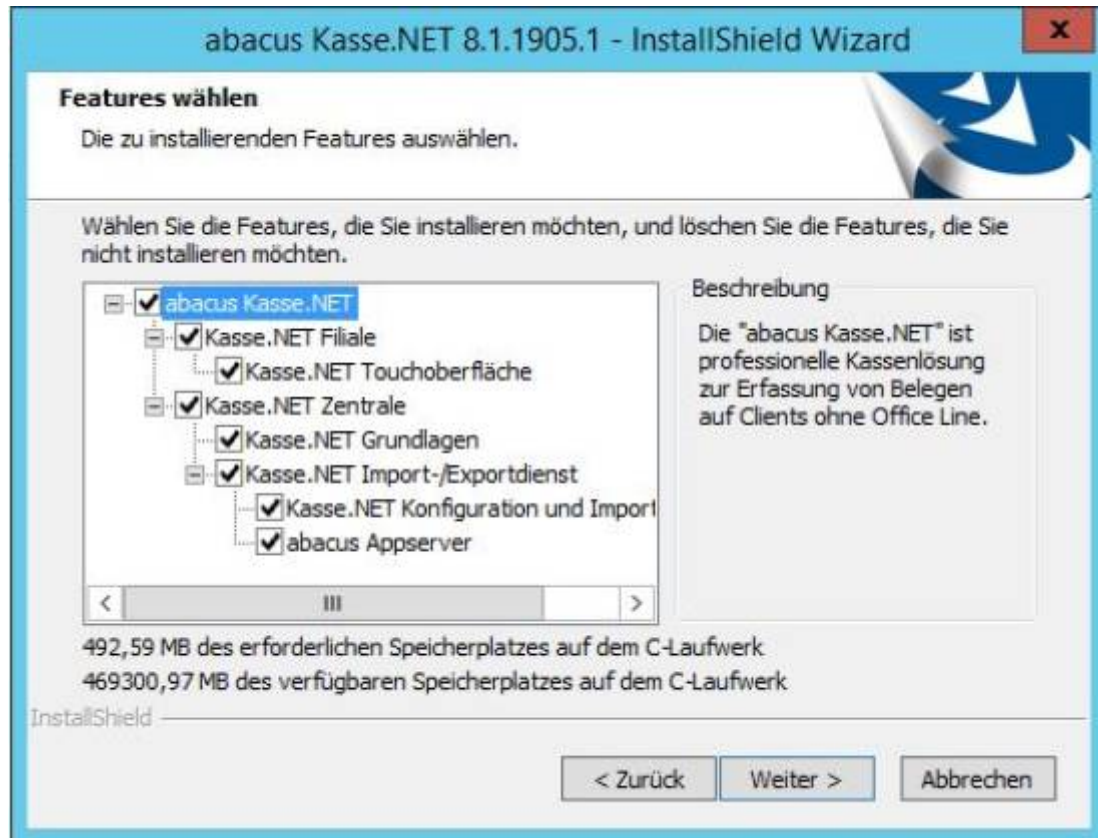 abacus Kasse.NET 8.1.1905.1 - InstallShield Wizard
x
Features wählen
Die zu installierenden Features auswählen.
Wählen Sie die Features, die Sie installieren möchten, und löschen Sie die Features, die Sie
nicht installieren möchten.
abacus Kasse.NET
Kasse.NET Filiale
Kasse.NET Touchoberfläche
Kasse.NET Zentrale
Kasse.NET Grundlagen
Kasse.NET Import-/Exportdienst
Kasse.NET Konfiguration und Import
abacus Appserver
Beschreibung
Die "abacus Kasse.NET" ist
professionelle Kassenlösung
zur Erfassung von Belegen
auf Clients ohne Office Line.
492,59 MB des erforderlichen Speicherplatzes auf dem C-Laufwerk
469300,97 MB des verfügbaren Speicherplatzes auf dem C-Laufwerk
InstallShield
< Zurück
Weiter >
Abbrechen